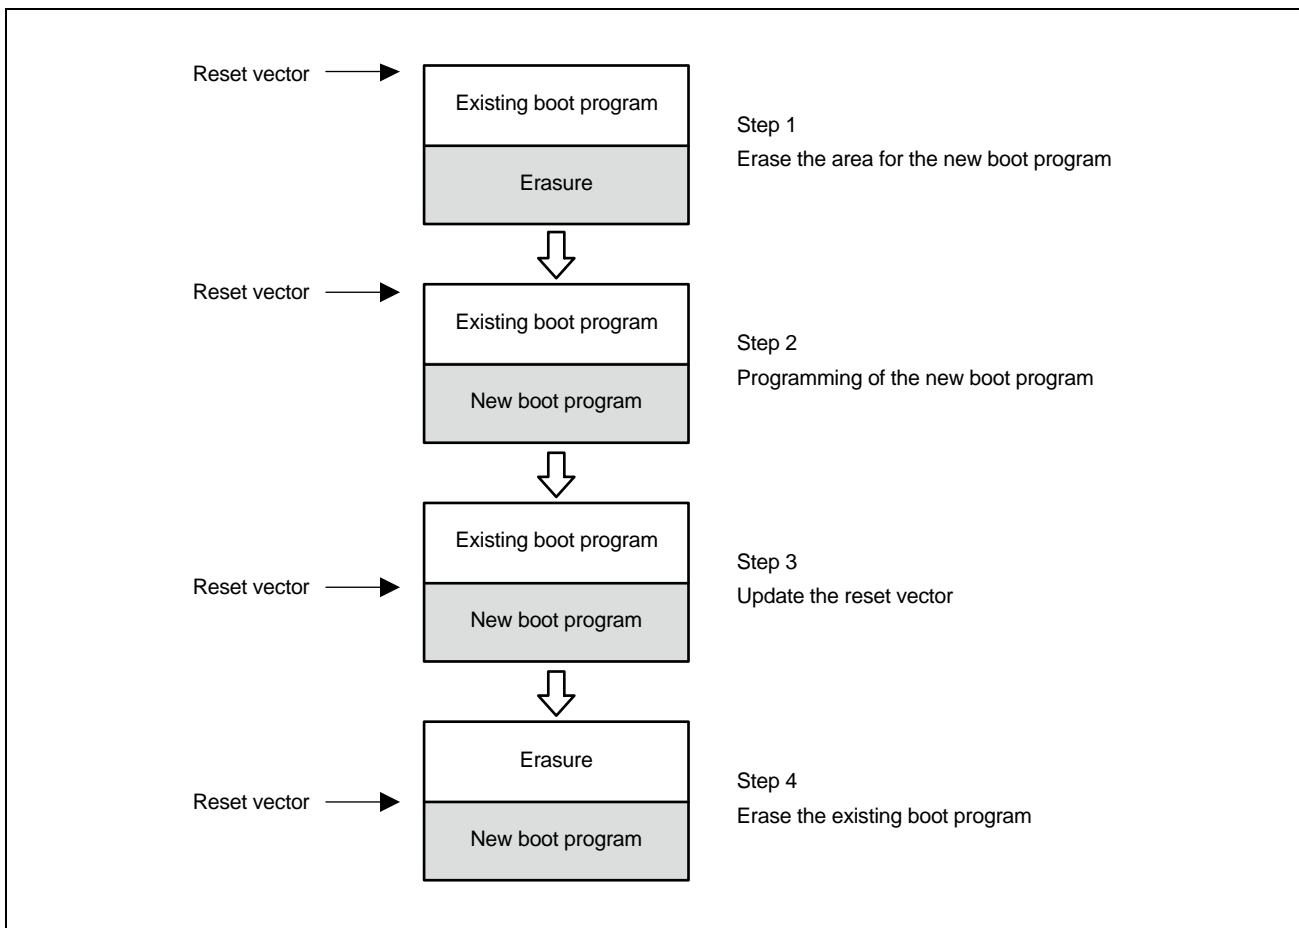 Reset vector
Existing boot program
Erasure
Step 1
Erase the area for the new boot program
Reset vector
Existing boot program
New boot program
Step 2
Programming of the new boot program
Existing boot program
Reset vector
New boot program
Step 3
Update the reset vector
Erasure
Reset vector
New boot program
Step 4
Erase the existing boot program